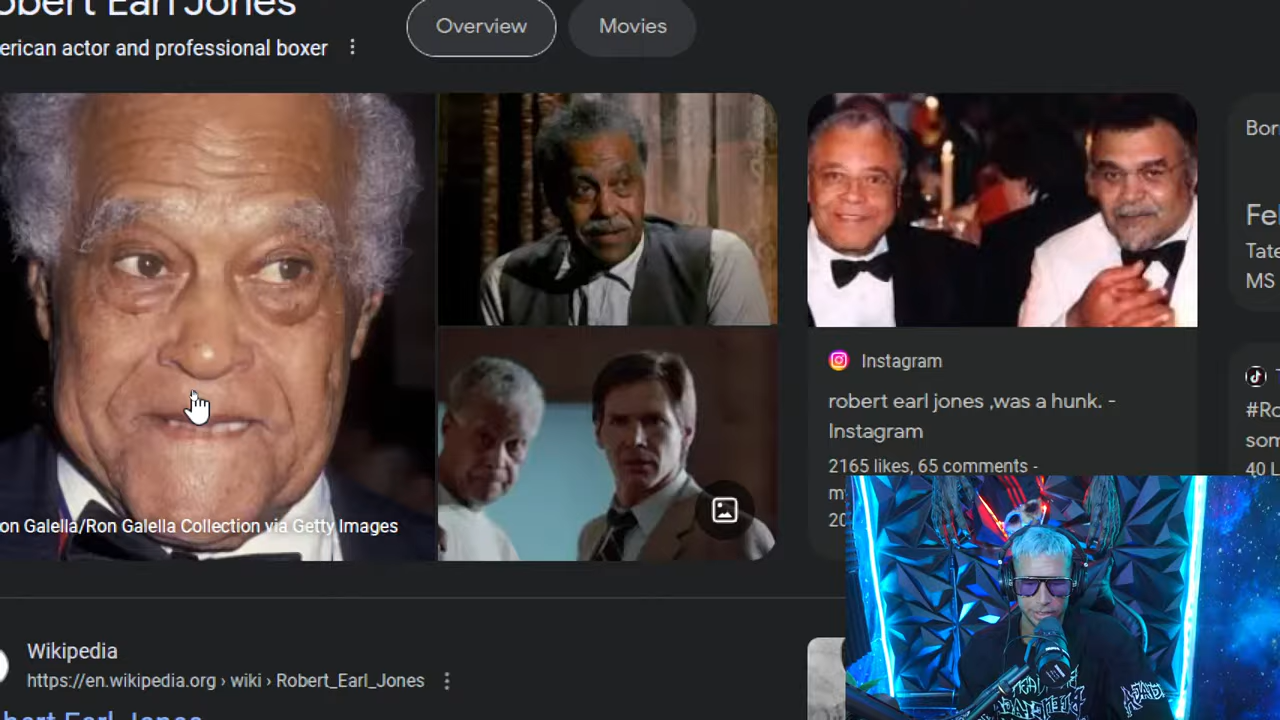 obert Earl Jones
erican actor and professional boxer
Overview
Movies
on Galella/Ron Galella Collection via Getty Images
Instagram
robert earl jones ,was a hunk. -
Instagram
2165 likes, 65 comments -
m
20
Bor
Fel
Tate
MS
#Ro
som
40 L
Wikipedia
https://en.wikipedia.org › wiki › Robert_Earl_Jones